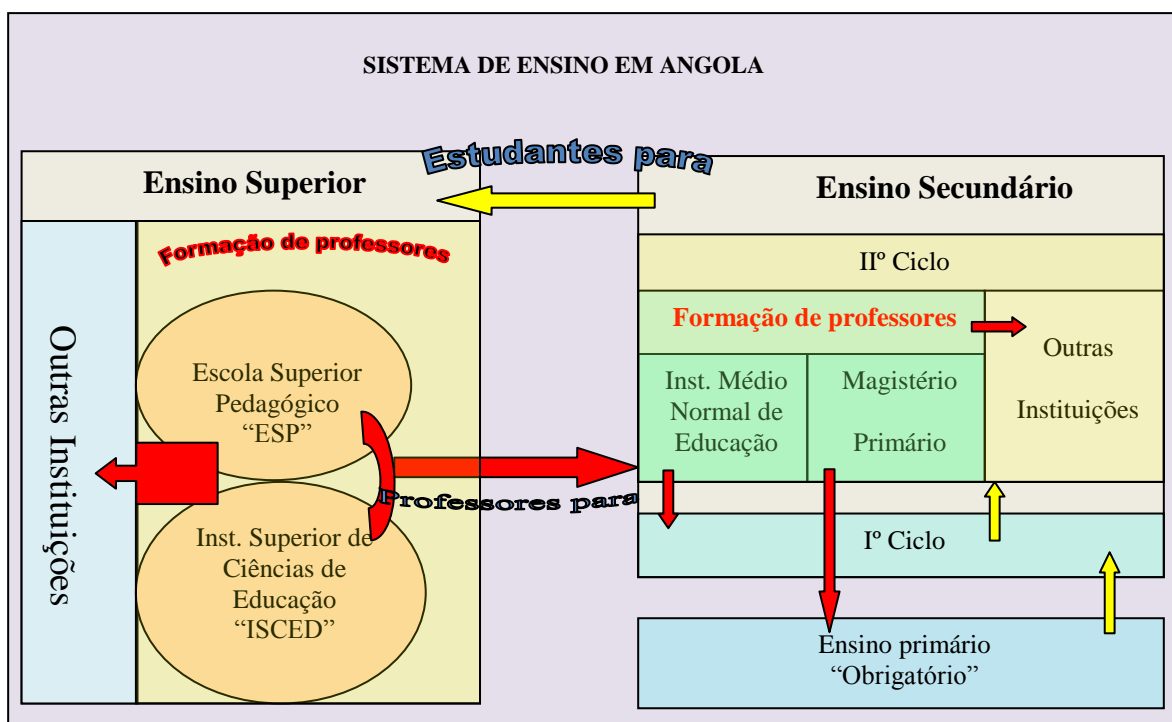 SISTEMA DE ENSINO EM ANGOLA
Estudantes para
Ensino Superior
Formação de professores
Outras Instituições
Escola Superior
Pedagógico
“ESP”
Inst. Superior de
Ciências de
Educação
“ISCED”
Professores para
Ensino Secundário
IIº Ciclo
Formação de professores
Inst. Médio
Normal de
Educação
Magistério
Primário
Outras
Instituições
Iº Ciclo
Ensino primário
“Obrigatório”